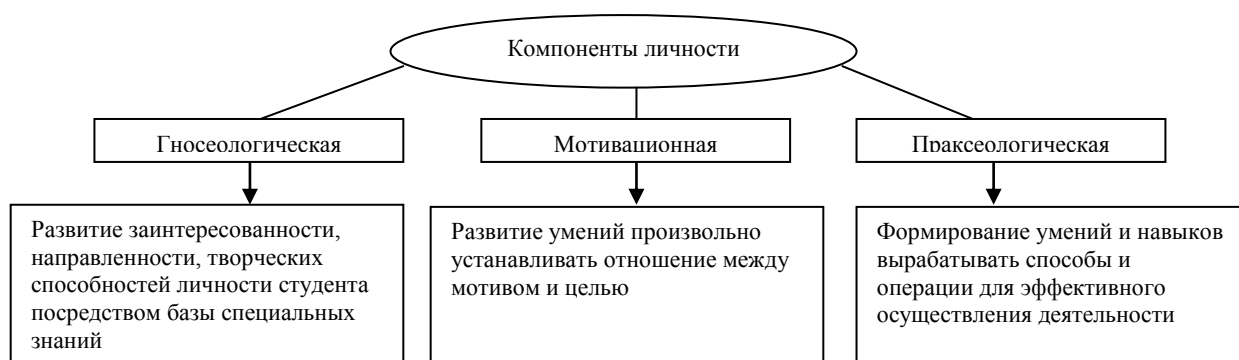 Компоненты личности
Гносеологическая
Мотивационная
Праксеологическая
Развитие заинтересованности,
направленности, творческих
способностей личности студента
посредством базы специальных
знаний
Развитие умений произвольно
устанавливать отношение между
мотивом и целью
Формирование умений и навыков
вырабатывать способы и
операции для эффективного
осуществления деятельности